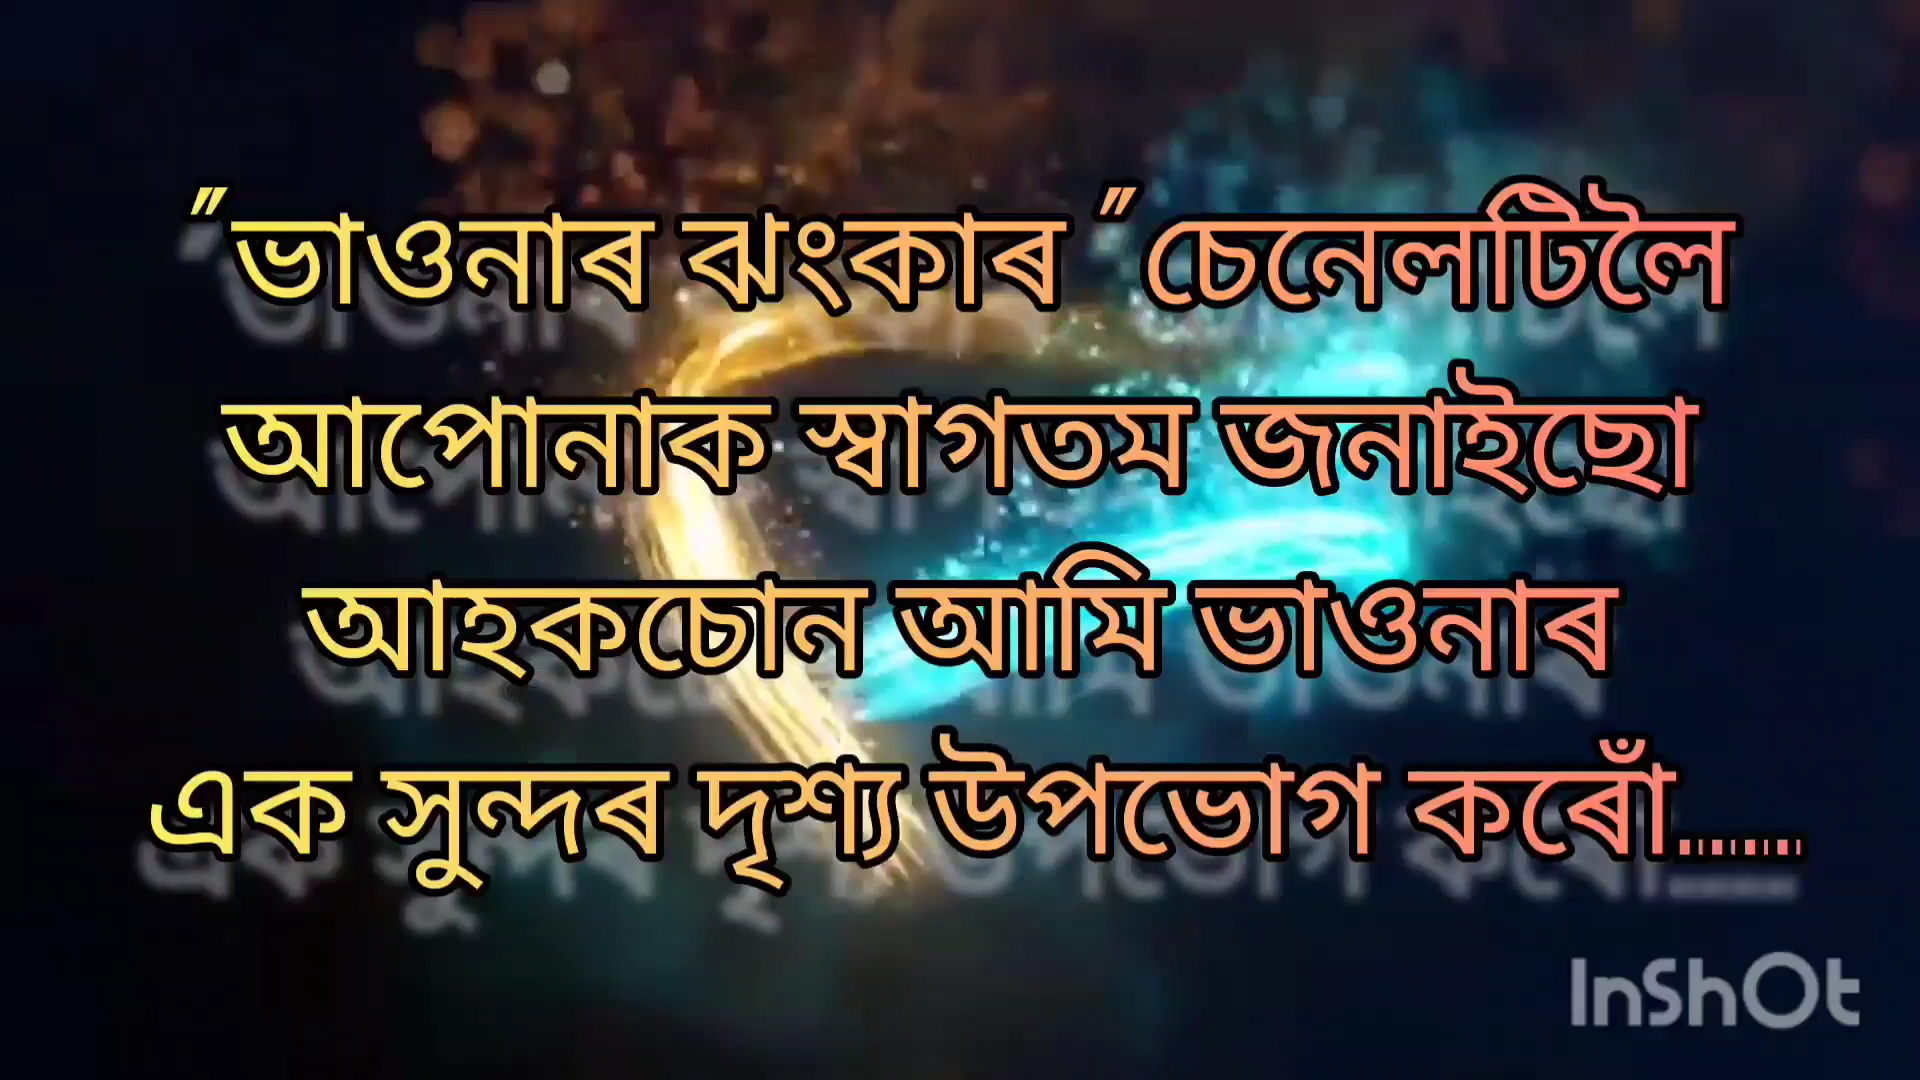 "ভাওনাৰ ঝংকাৰ "চেনেলটিলৈ
আপোনাক স্বাগতম জনাইছো
আহকচোন আমি ভাওনাৰ
এক সুন্দৰ দৃশ্য উপভোগ কৰোঁ..........
InShOt